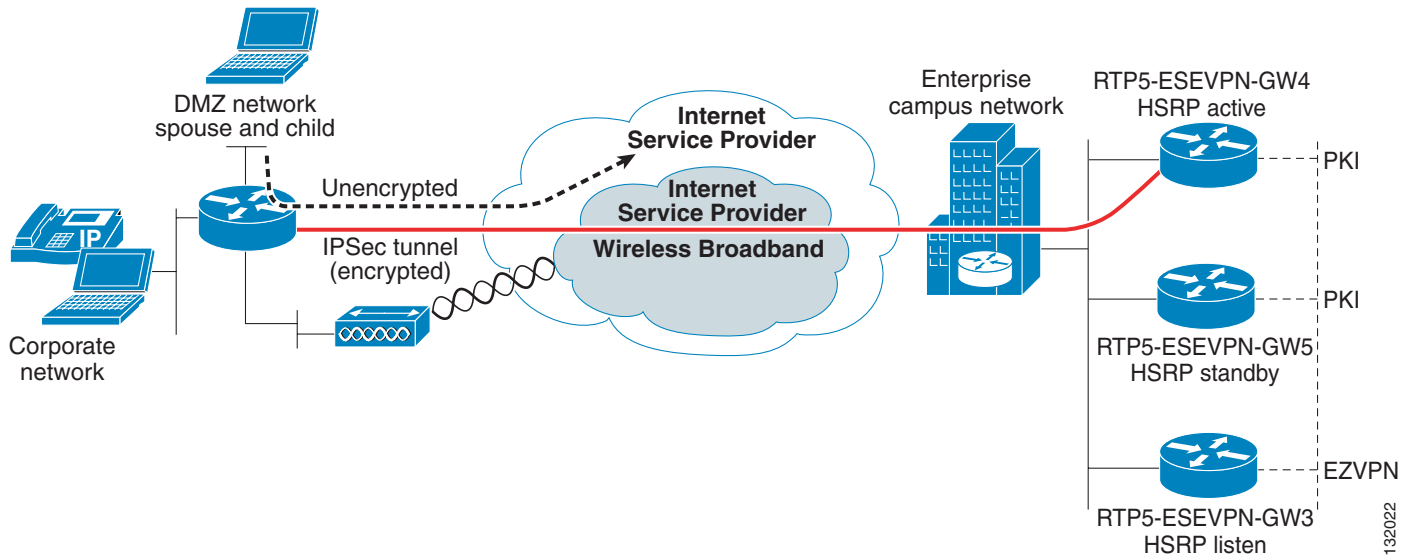 DMZ network
spouse and child
Unencrypted
IPSec tunnel
(encrypted)
IP
Corporate
network
Internet
Service Provider
Internet
Service Provider
Wireless Broadband
Enterprise
campus network
RTP5-ESEVPN-GW4
HSRP active
PKI
PKI
RTP5-ESEVPN-GW5
HSRP standby
EZVPN
RTP5-ESEVPN-GW3
HSRP listen
132022